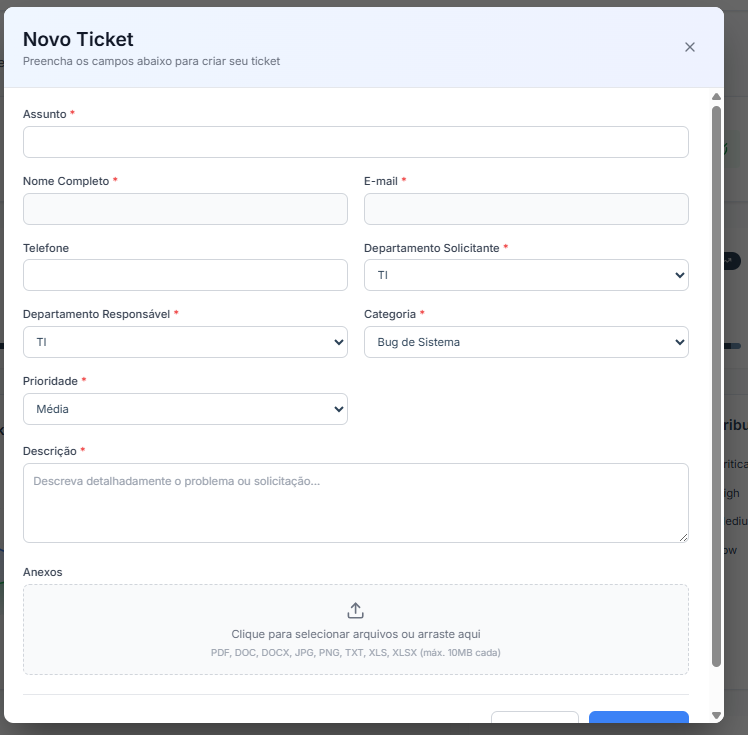 Novo Ticket
Preencha os campos abaixo para criar seu ticket
Assunto *
Nome Completo *
E-mail *
Telefone
Departamento Solicitante *
TI
Departamento Responsável *
TI
Categoria *
Bug de Sistema
Prioridade *
Média
Descrição *
Descreva detalhadamente o problema ou solicitação...
Anexos
Clique para selecionar arquivos ou arraste aqui
PDF, DOC, DOCX, JPG, PNG, TXT, XLS, XLSX (máx. 10MB cada)
ribu
ritica
igh
ediu
ow